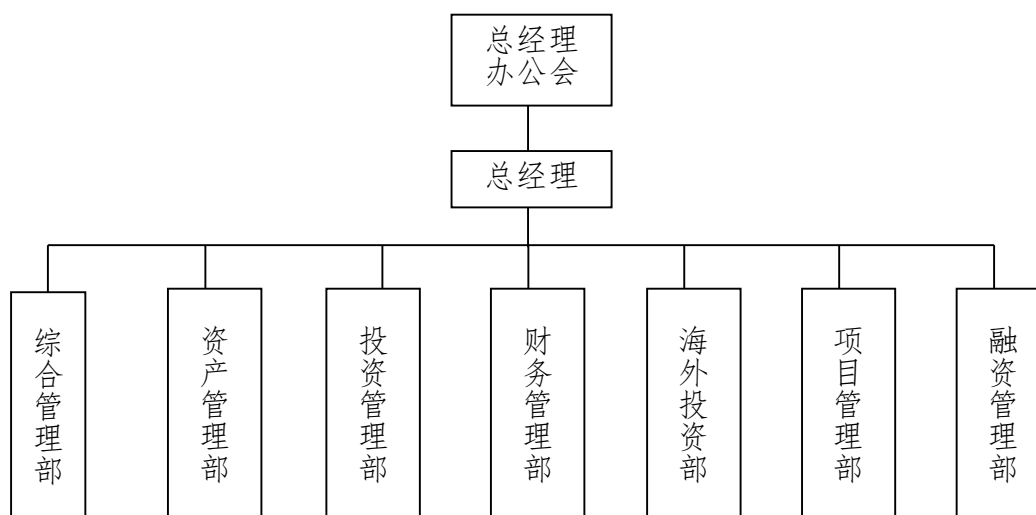 总经理
办公会
总经理
综合管理部
资产管理部
投资管理部
财务管理部
海外投资部
项目管理部
融资管理部